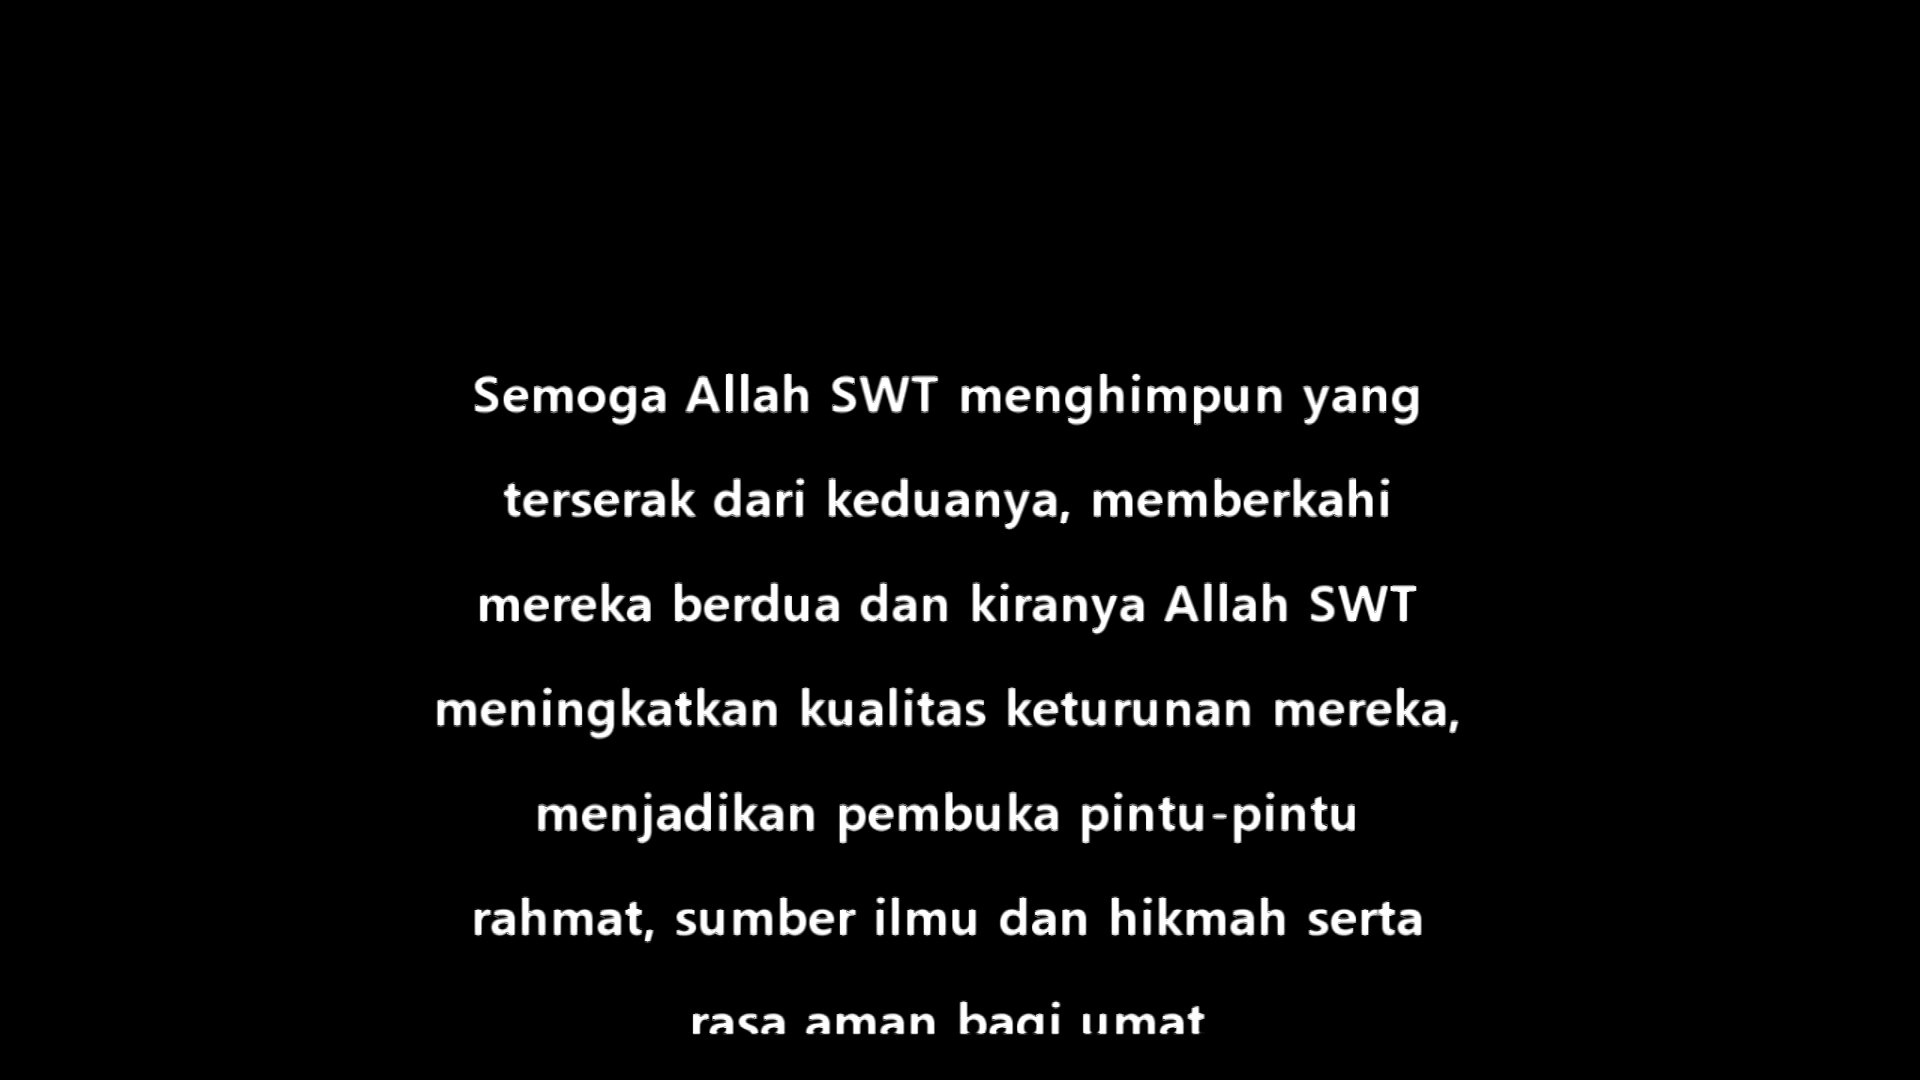 Semoga Allah SWT menghimpun yang
terserak dari keduanya, memberkahi
mereka berdua dan kiranya Allah SWT
meningkatkan kualitas keturunan mereka,
menjadikan pembuka pintu-pintu
rahmat, sumber ilmu dan hikmah serta
rasa aman bagi umat